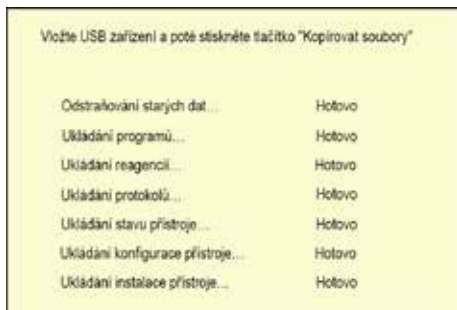 Vložte USB zařízení a poté stiskněte tlačítko "Kopírovat soubory"
Odstraňování starých dat... Hotovo
Ukládání programů... Hotovo
Ukládání reagencií... Hotovo
Ukládání protokolů... Hotovo
Ukládání stavu přístroje... Hotovo
Ukládání konfigurace přístroje... Hotovo
Ukládání instalace přístroje... Hotovo